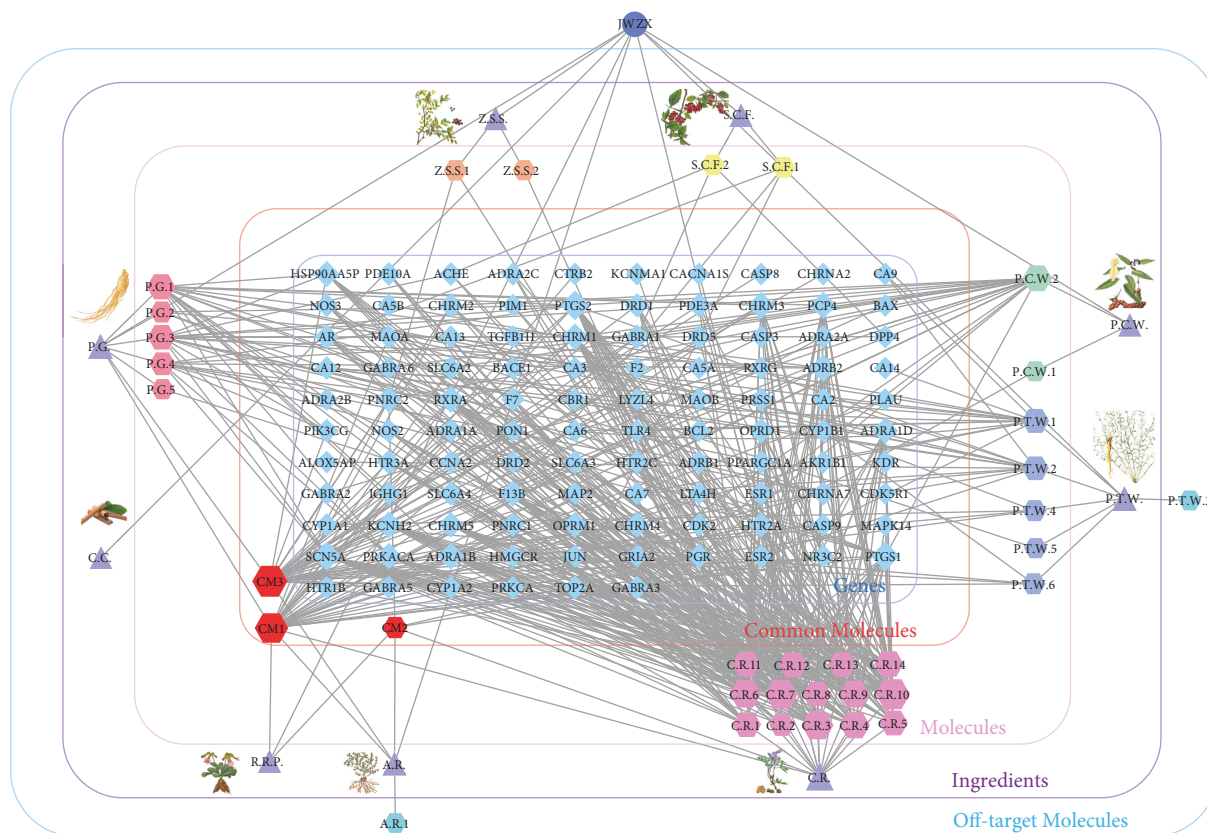 JWZX
Z.S.S. S.C.F.
Z.S.S.1 Z.S.S.2 S.C.F.2 S.C.F.1
HSP90AA5P PDE10A ACHE ADRA2C CTRB2 KCNMA1 CACNA1S CASP8 CHRNA2 CA9
NOS3 CA5B CHRM2 PIM1 PTGS2 DRD1 PDE3A CHRM3 PCP4 BAX
AR MAOA CA13 TGFB1I1 CHRM1 GABRA1 DRD5 CASP3 ADRA2A DPP4
CA12 GABRA6 SLC6A2 BACE1 CA3 F2 CA5A RXRG ADRB2 CA14
ADRA2B PNRC2 RXRA F7 CBR1 LYZL4 MAOB PRSS1 CA2 PLAU
PIK3CG NOS2 ADRA1A PON1 CA6 TLR4 BCL2 OPRD1 CYP1B1 ADRA1D
ALOX5AP HTR3A CCNA2 DRD2 SLC6A3 HTR2C ADRB1 PPARGC1A AKR1B1 KDR
GABRA2 IGHG1 SLC6A4 F13B MAP2 CA7 LTA4H ESR1 CHRNA7 CDK5R1
CYP1A1 KCNH2 CHRM5 PNRC1 OPRM1 CHRM4 CDK2 HTR2A CASP9 MAPK14
SCN5A PRKACA ADRA1B HMGCR JUN GRIA2 PGR ESR2 NR3C2 PTGS1
HTR1B GABRA5 CYP1A2 PRKCA TOP2A GABRA3
Genes
P.G.1
P.G.2
P.G.3
P.G.4
P.G.5
P.G.
C.C.
P.C.W.2
P.C.W.
P.C.W.1
P.T.W.1
P.T.W.2
P.T.W.4
P.T.W.5
P.T.W.6
P.T.W.
CM3
CM1
CM2
Common Molecules
C.R.11 C.R.12 C.R.13 C.R.14
C.R.6 C.R.7 C.R.8 C.R.9 C.R.10
C.R.1 C.R.2 C.R.3 C.R.4 C.R.5
Molecules
R.R.P. A.R. C.R.
Ingredients
A.R.1
Off-target Molecules